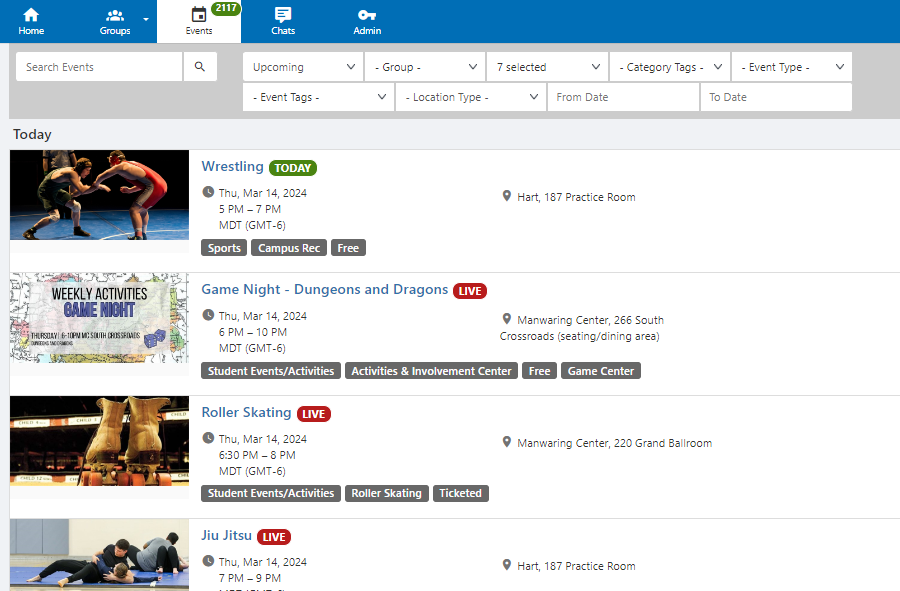 Home
Groups
Events
2117
Chats
Admin
Search Events
Upcoming
- Group -
7 selected
- Category Tags -
- Event Type -
- Event Tags -
- Location Type -
From Date
To Date
Today
Wrestling TODAY
Thu, Mar 14, 2024
5 PM – 7 PM
MDT (GMT-6)
Hart, 187 Practice Room
Sports Campus Rec Free
WEEKLY ACTIVITIES
GAME NIGHT
THURSDAY| 6-10PM MC SOUTH CROSSROADS
DUNGEONS AND DRAGONS
Game Night - Dungeons and Dragons LIVE
Thu, Mar 14, 2024
6 PM – 10 PM
MDT (GMT-6)
Manwaring Center, 266 South
Crossroads (seating/dining area)
Student Events/Activities Activities & Involvement Center Free Game Center
Roller Skating LIVE
Thu, Mar 14, 2024
6:30 PM – 8 PM
MDT (GMT-6)
Manwaring Center, 220 Grand Ballroom
Student Events/Activities Roller Skating Ticketed
Jiu Jitsu LIVE
Thu, Mar 14, 2024
7 PM – 9 PM
Hart, 187 Practice Room